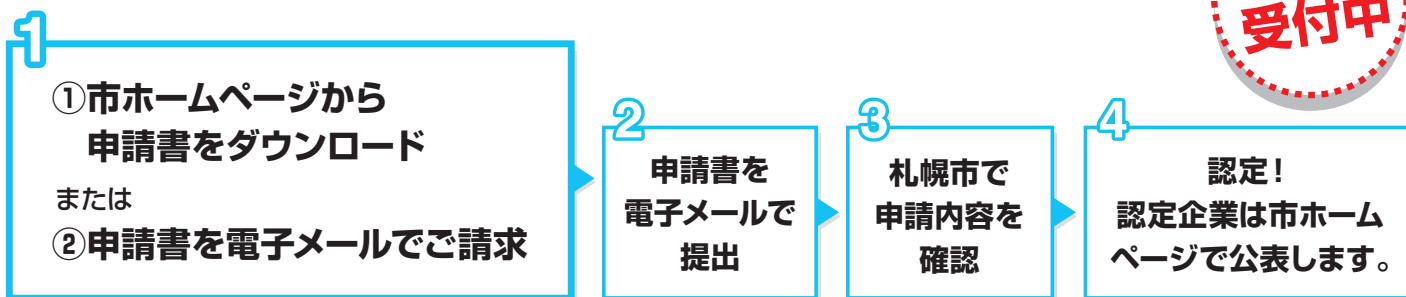 受付中
1
①市ホームページから
申請書をダウンロード
または
②申請書を電子メールでご請求
2
申請書を
電子メールで
提出
3
札幌市で
申請内容を
確認
4
認定!
認定企業は市ホーム
ページで公表します。